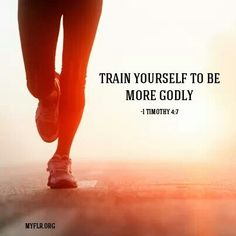 TRAIN YOURSELF TO BE
MORE GODLY
-1 TIMOTHY 4:7
MYFLR.ORG